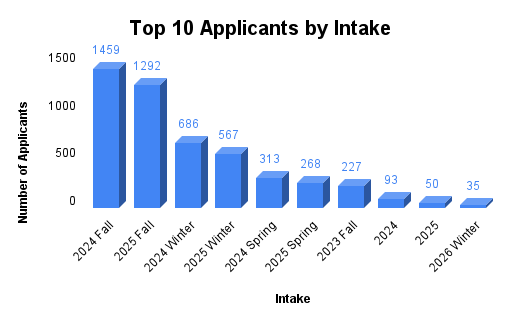 Top 10 Applicants by Intake
Number of Applicants
1500
1000
500
0
1459
1292
686
567
313
268
227
93
50
35
2024 Fall
2025 Fall
2024 Winter
2025 Winter
2024 Spring
2025 Spring
2023 Fall
2024
2025
2026 Winter
Intake